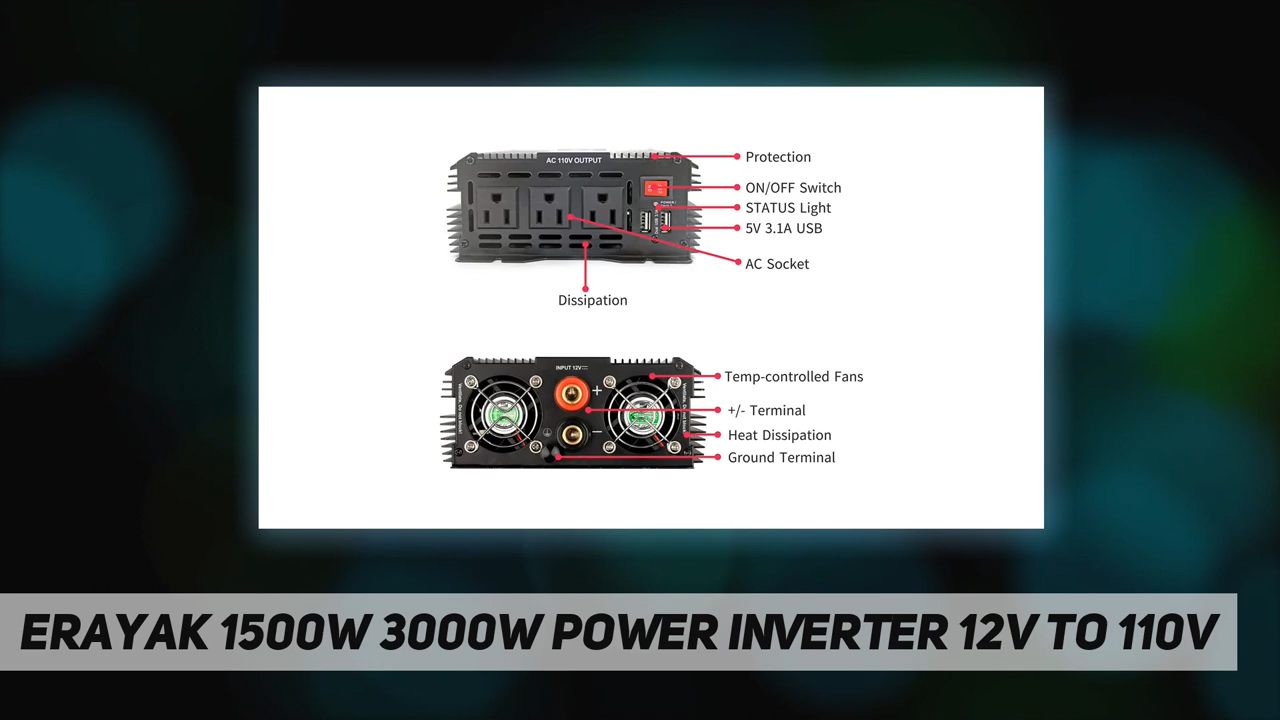 AC 110V OUTPUT
Protection
ON/OFF Switch
STATUS Light
5V 3.1A USB
AC Socket
Dissipation
INPUT 12V
Temp-controlled Fans
+/- Terminal
Heat Dissipation
Ground Terminal
ERAYAK 1500W 3000W POWER INVERTER 12V TO 110V